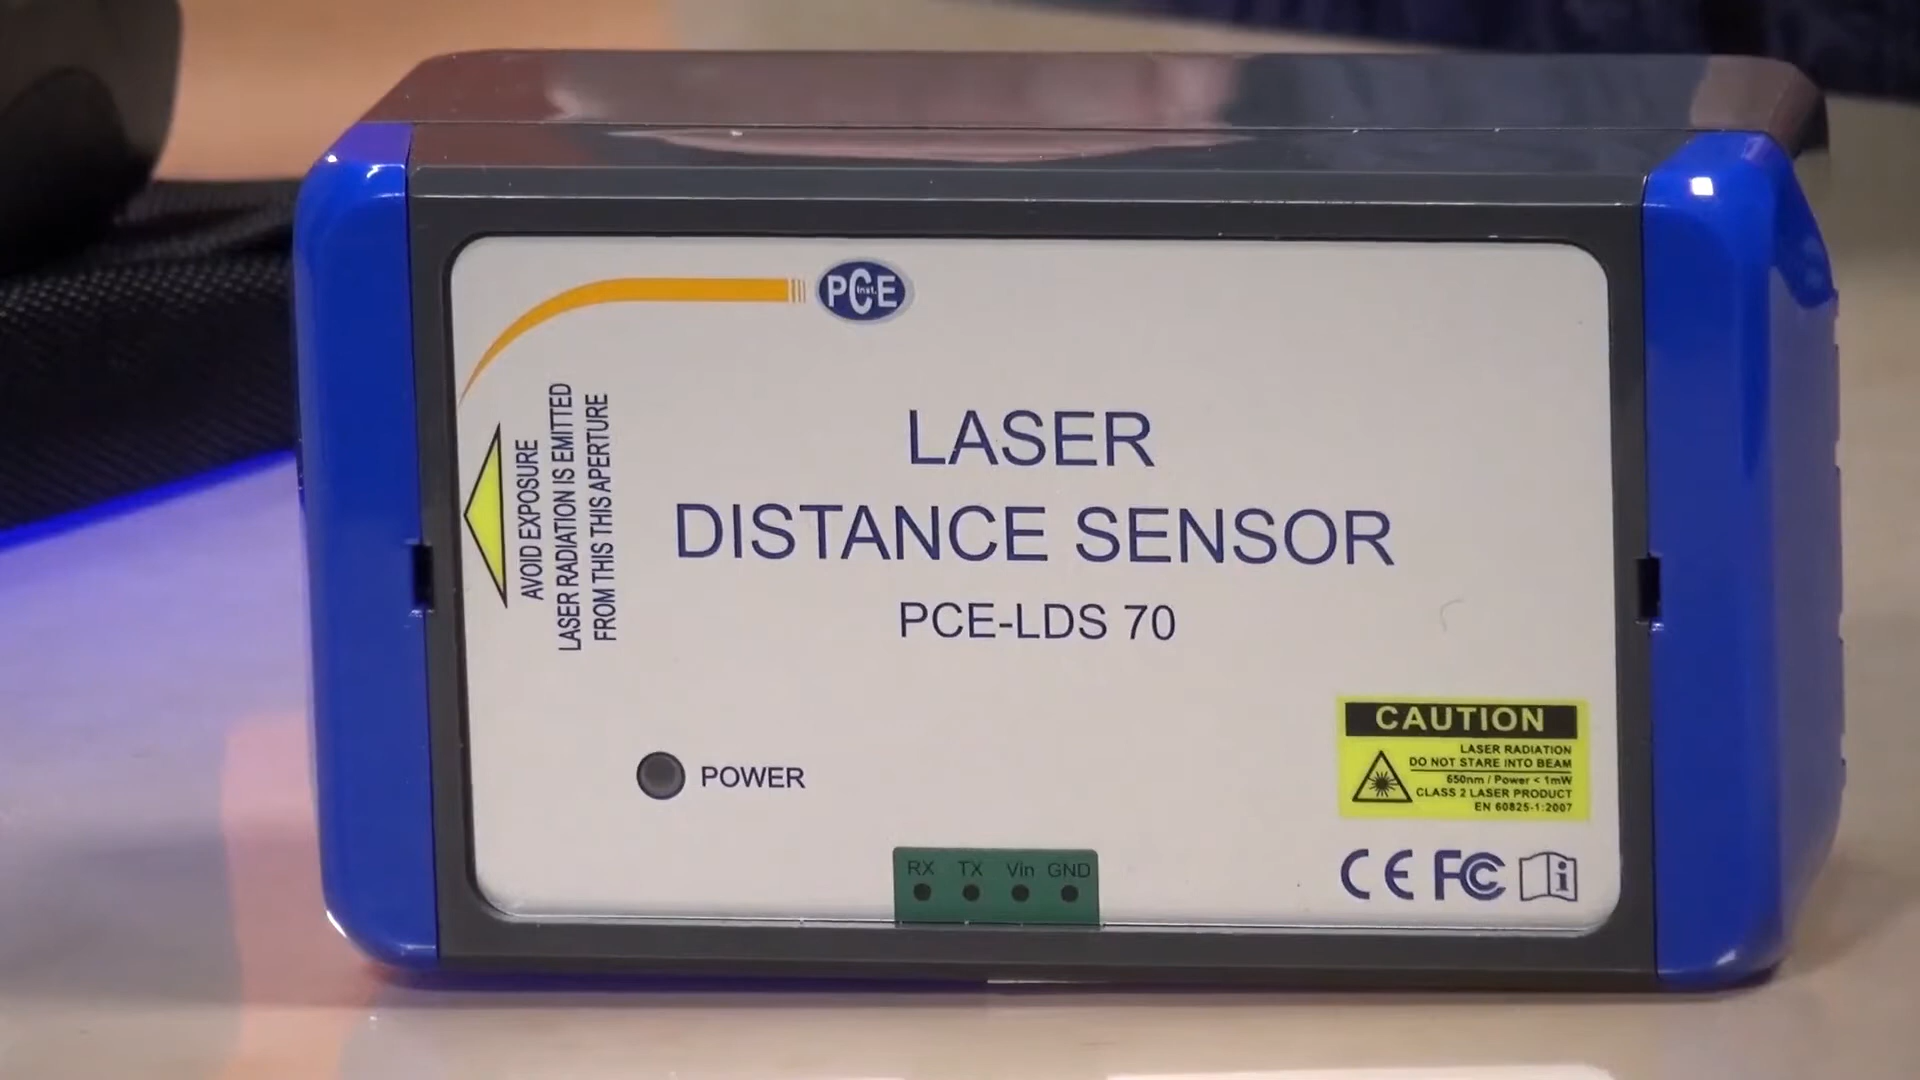 PCE
Inst.
AVOID EXPOSURE
LASER RADIATION IS EMITTED
FROM THIS THIS APERTURE
LASER
DISTANCE SENSOR
PCE-LDS 70
POWER
CAUTION
LASER RADIATION
DO NOT STARE INTO BEAM
650nm / Power < 1mW
CLASS 2 LASER PRODUCT
EN 60825-1:2007
RX TX Vin GND
CE FC i